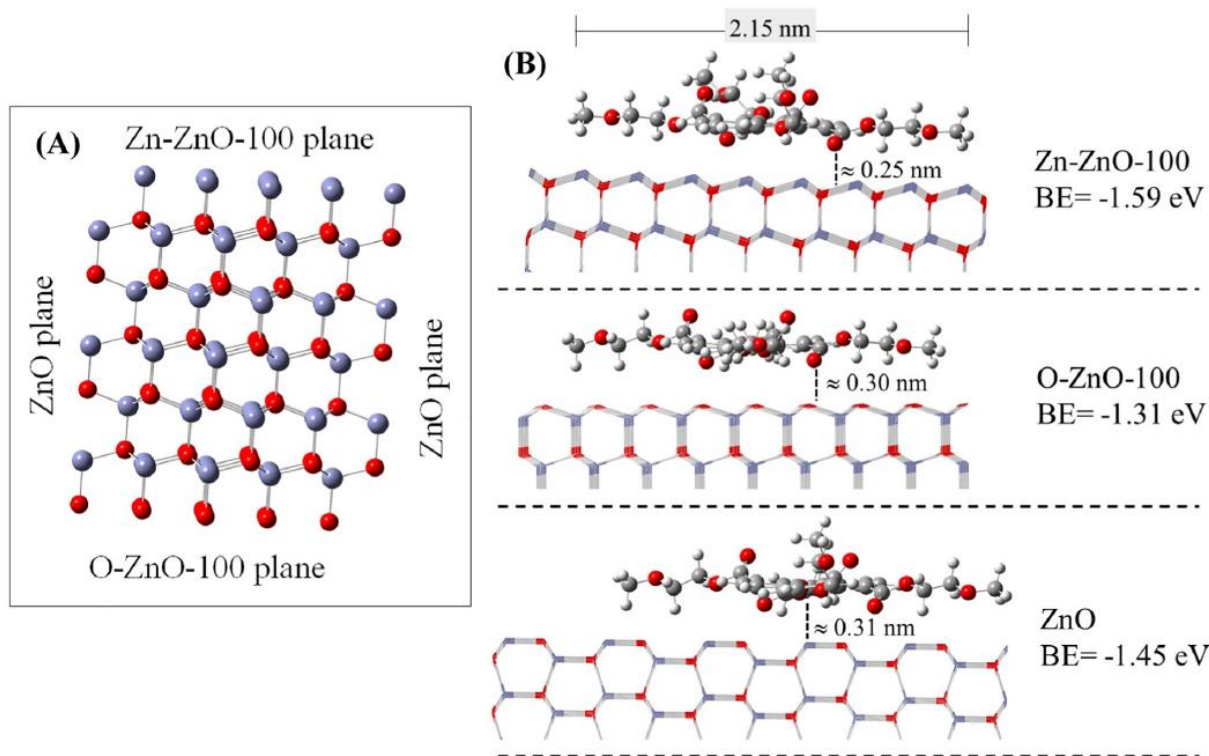 (A)
Zn-ZnO-100 plane
ZnO plane
ZnO plane
O-ZnO-100 plane
2.15 nm
(B)
≈ 0.25 nm
Zn-ZnO-100
BE= -1.59 eV
≈ 0.30 nm
O-ZnO-100
BE= -1.31 eV
≈ 0.31 nm
ZnO
BE= -1.45 eV